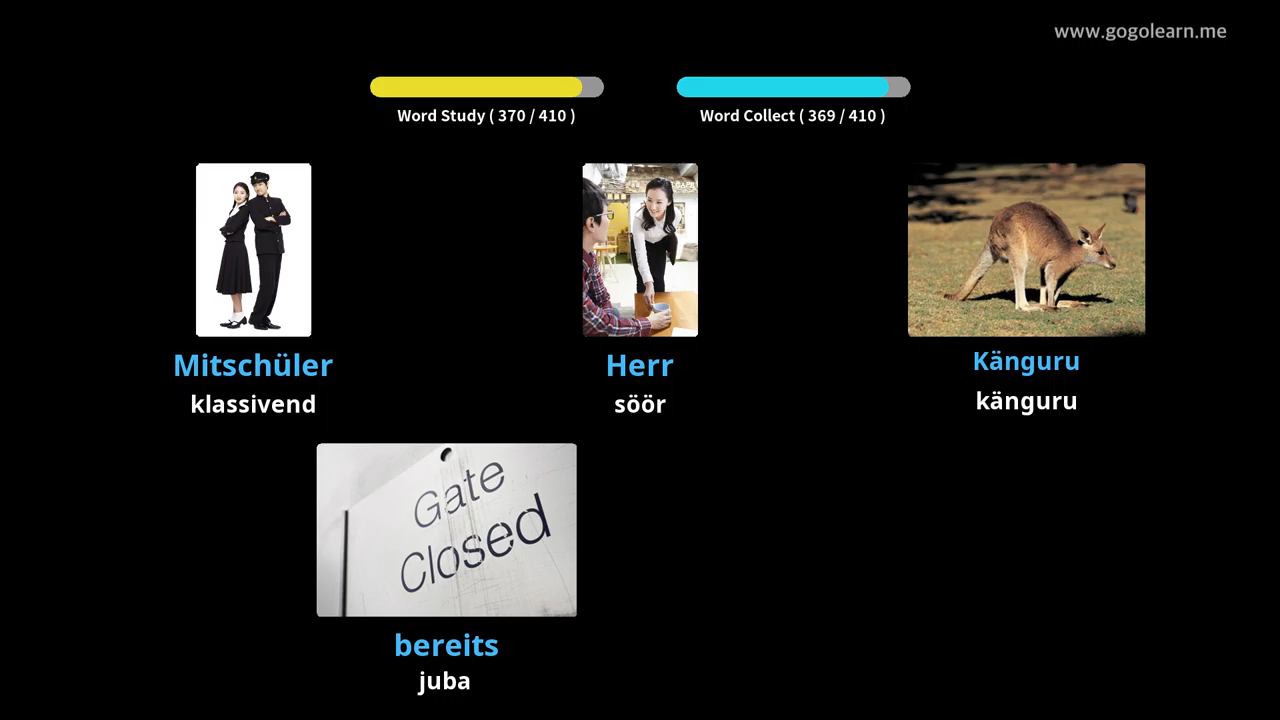 www.gogolearn.me
Word Study ( 370 / 410 )
Word Collect ( 369 / 410 )
Mitschüler
klassivend
Herr
söör
Känguru
känguru
Gate
Closed
bereits
juba